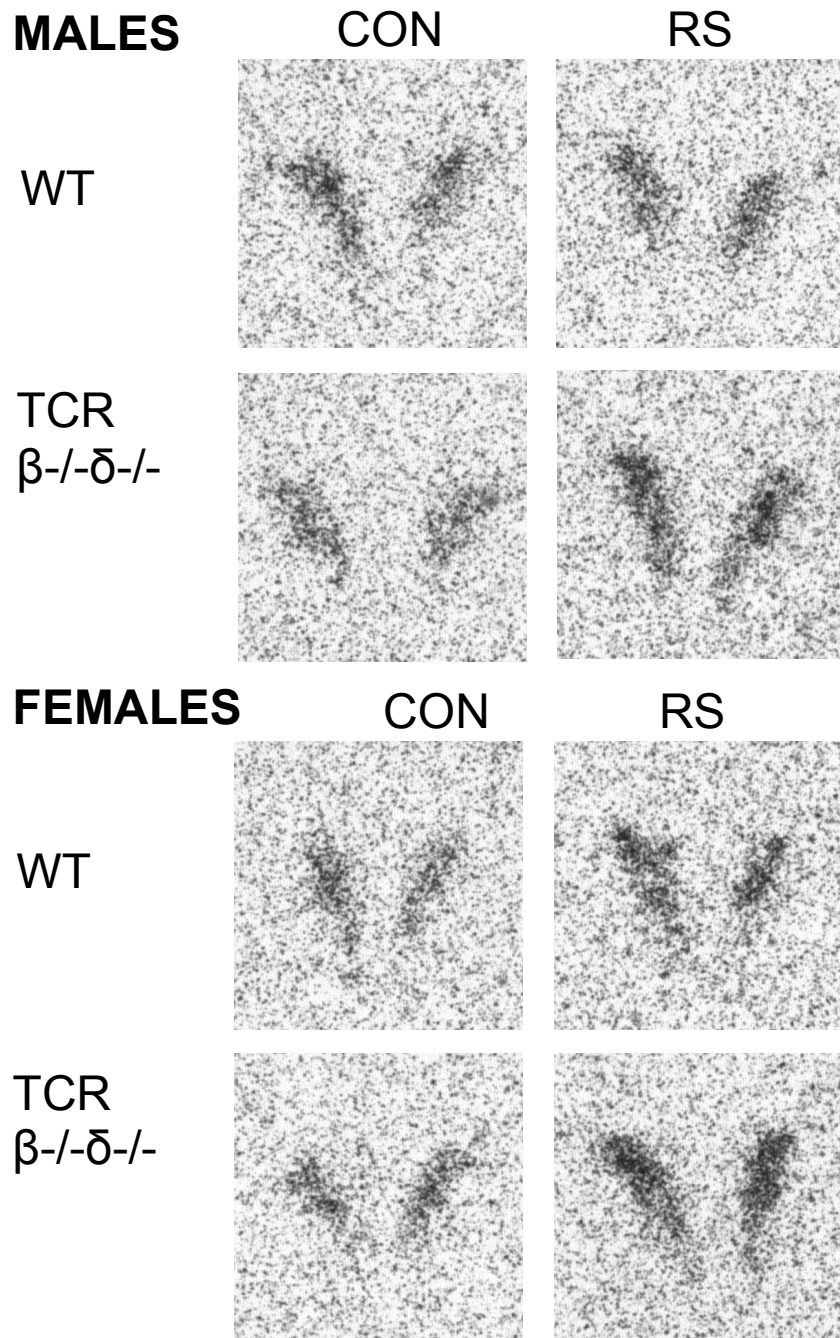 MALES CON RS
WT
TCR
β-/-δ-/-
FEMALES CON RS
WT
TCR
β-/-δ-/-